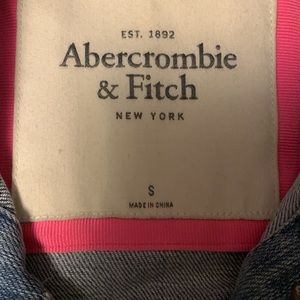 EST. 1892
Abercrombie
& Fitch
NEW YORK
S
MADE IN CHINA